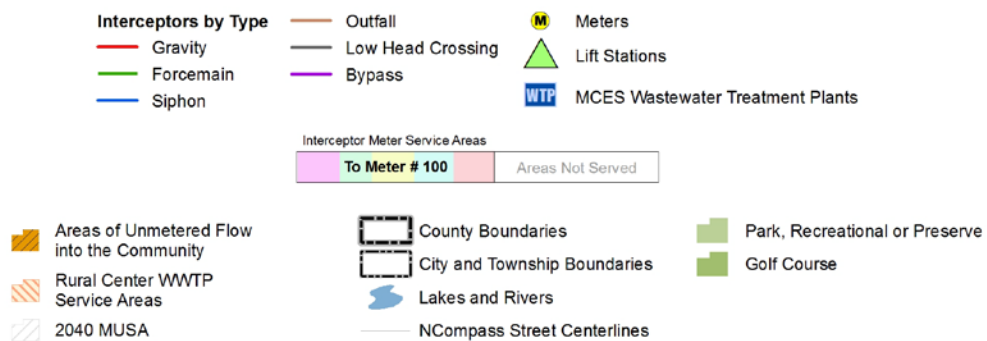 Interceptors by Type
Gravity
Forcemain
Siphon
Outfall
Low Head Crossing
Bypass
M Meters
Lift Stations
WTP MCES Wastewater Treatment Plants
Interceptor Meter Service Areas
To Meter # 100 Areas Not Served
Areas of Unmetered Flow
into the Community
Rural Center WWTP
Service Areas
2040 MUSA
County Boundaries
City and Township Boundaries
Lakes and Rivers
NCompass Street Centerlines
Park, Recreational or Preserve
Golf Course